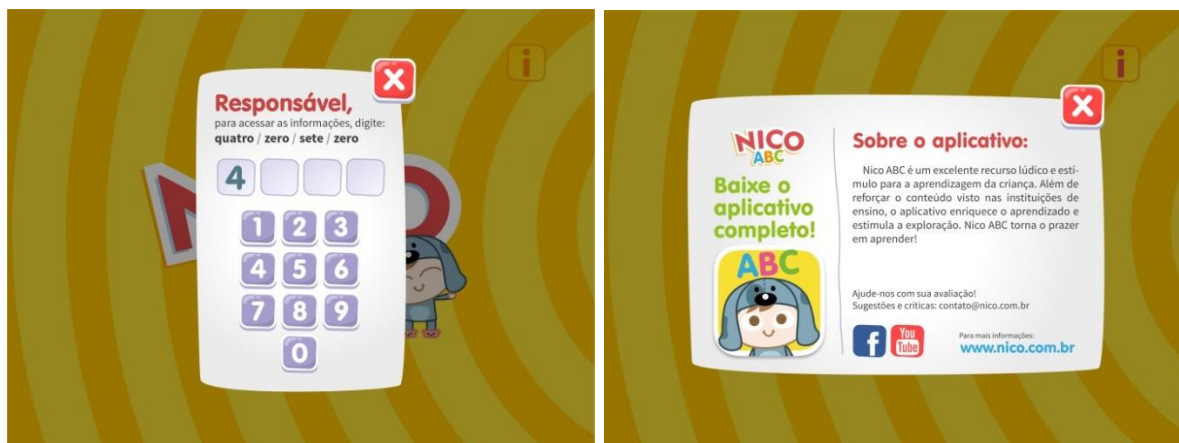 i
Responsável,
para acessar as informações, digite:
quatro / zero / sete / zero
4
1 2 3
4 5 6
7 8 9
0
i
NICO
ABC
Baixe o
aplicativo
completo!
ABC
Sobre o aplicativo:
Nico ABC é um excelente recurso lúdico e estí-
mulo para a aprendizagem da criança. Além de
reforçar o conteúdo visto nas instituições de
ensino, o aplicativo enriquece o aprendizado e
estimula a exploração. Nico ABC torna o prazer
em aprender!
Ajude-nos com sua avaliação!
Sugestões e criticas: contato@nico.com.br
f
You
Tube
Para mais informações:
www.nico.com.br